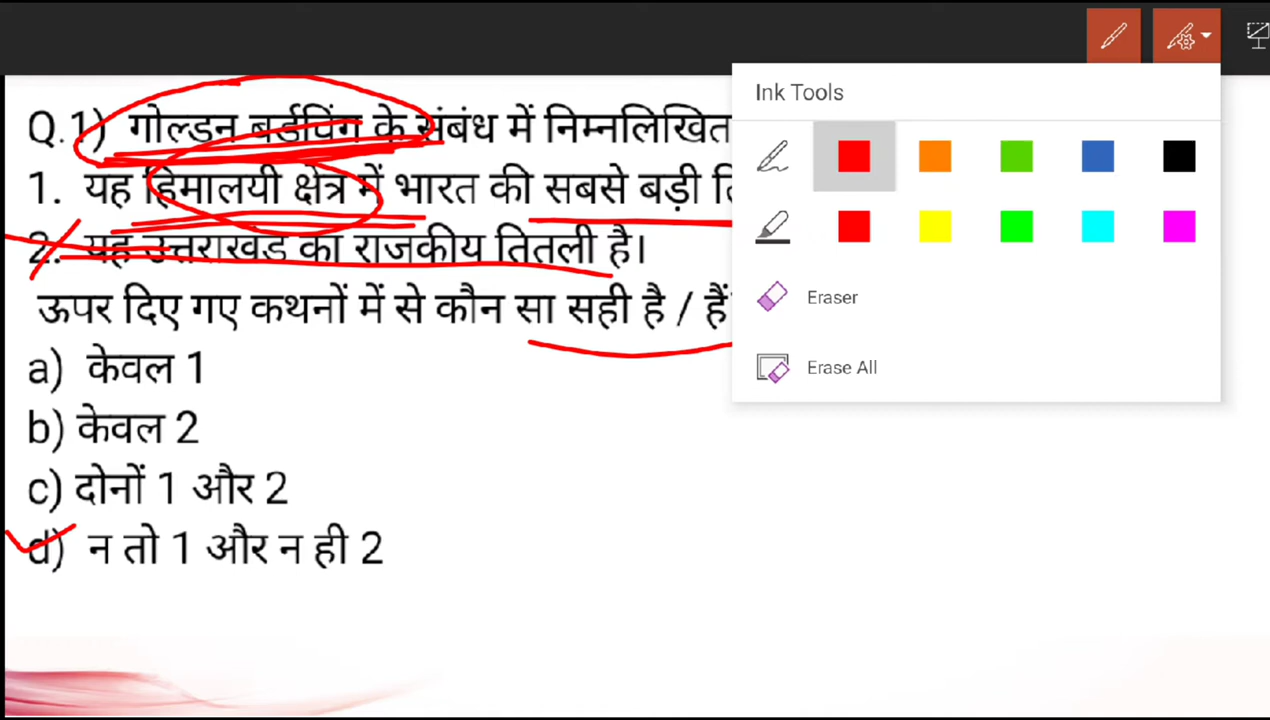 Ink Tools
Q.1) गोल्डन बर्डविंग के संबंध में निम्नलिखित
1. यह हिमालयी क्षेत्र में भारत की सबसे बड़ी
2. यह उत्तराखंड का राजकीय तितली है।
ऊपर दिए गए कथनों में से कौन सा सही है / हैं
Eraser
a) केवल 1
Erase All
b) केवल 2
c) दोनों 1 और 2
d) न तो 1 और न ही 2